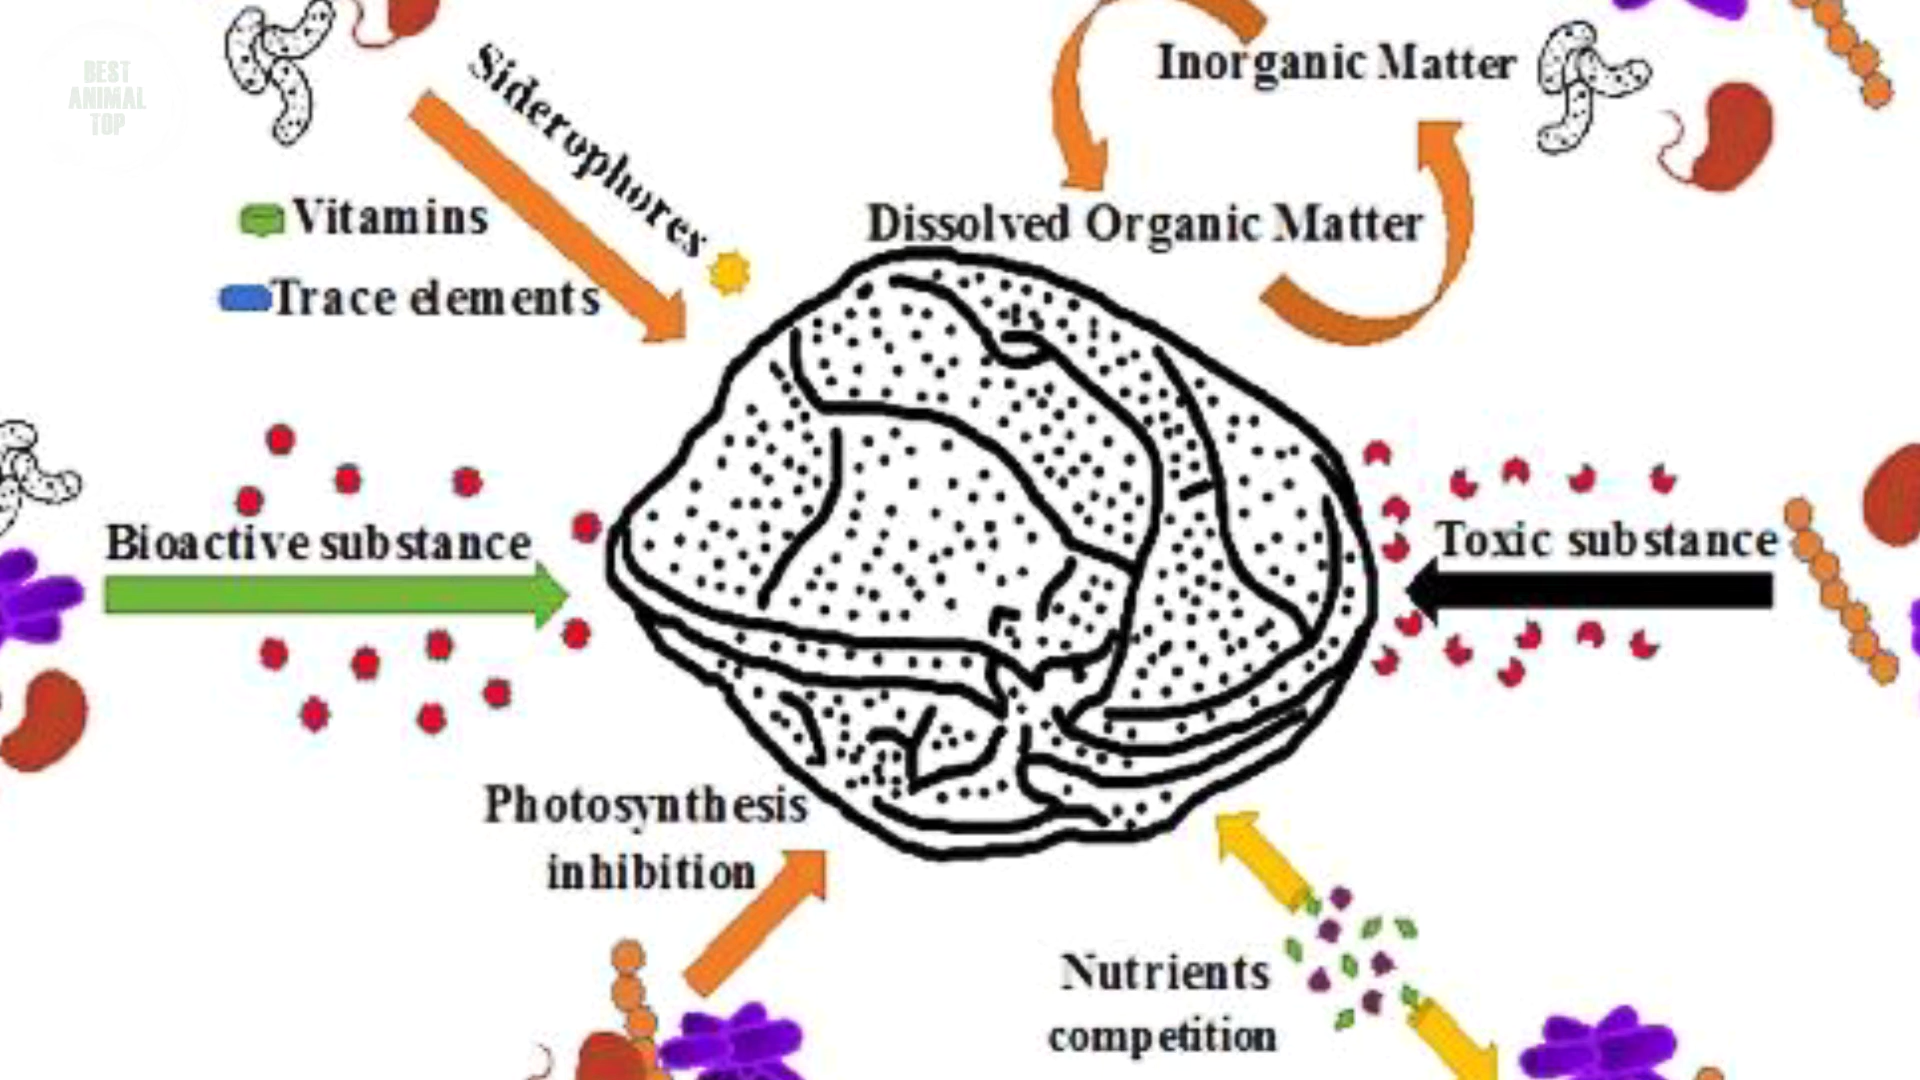 BEST
ANIMAL
TOP
Siderophores
Vitamins
Trace elements
Inorganic Matter
Dissolved Organic Matter
Bioactive substance
Toxic substance
Photosynthesis
inhibition
Nutrients
competition